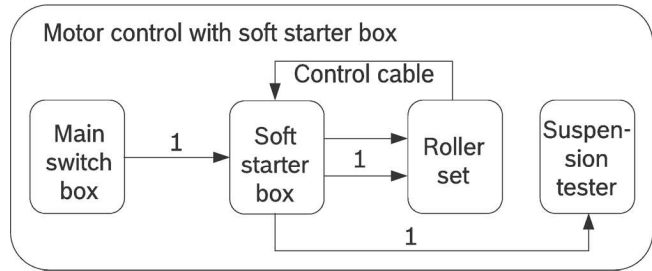 Motor control with soft starter box
Control cable
Main
switch
box
1
Soft
starter
box
1
Roller
set
Suspen-
sion
tester
1